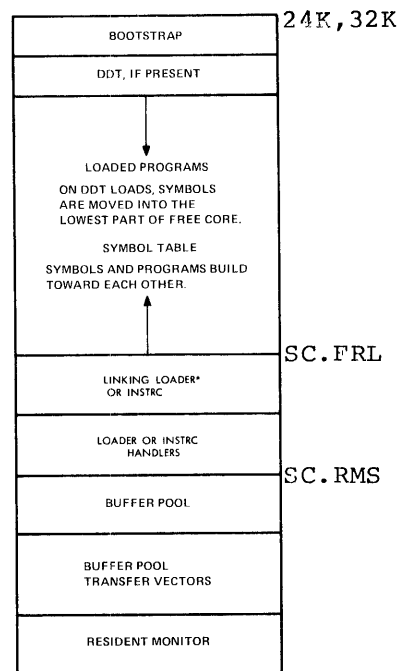 24K,32K
BOOTSTRAP
DDT, IF PRESENT
LOADED PROGRAMS
ON DDT LOADS, SYMBOLS
ARE MOVED INTO THE
LOWEST PART OF FREE CORE.
SYMBOL TABLE
SYMBOLS AND PROGRAMS BUILD
TOWARD EACH OTHER.
SC.FRL
LINKING LOADER*
OR INSTRC
LOADER OR INSTRC
HANDLERS
SC.RMS
BUFFER POOL
BUFFER POOL
TRANSFER VECTORS
RESIDENT MONITOR